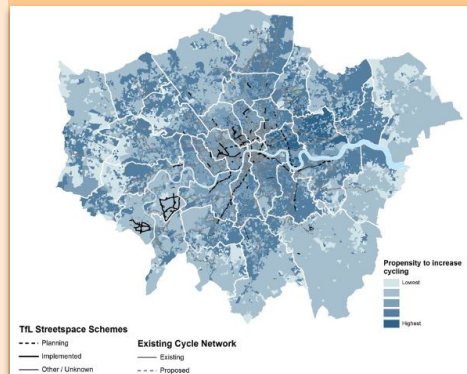 Propensity to increase
cycling
Lowest
Highest
TfL Streetspace Schemes
Planning
Implemented
Other / Unknown
Existing Cycle Network
Existing
Proposed